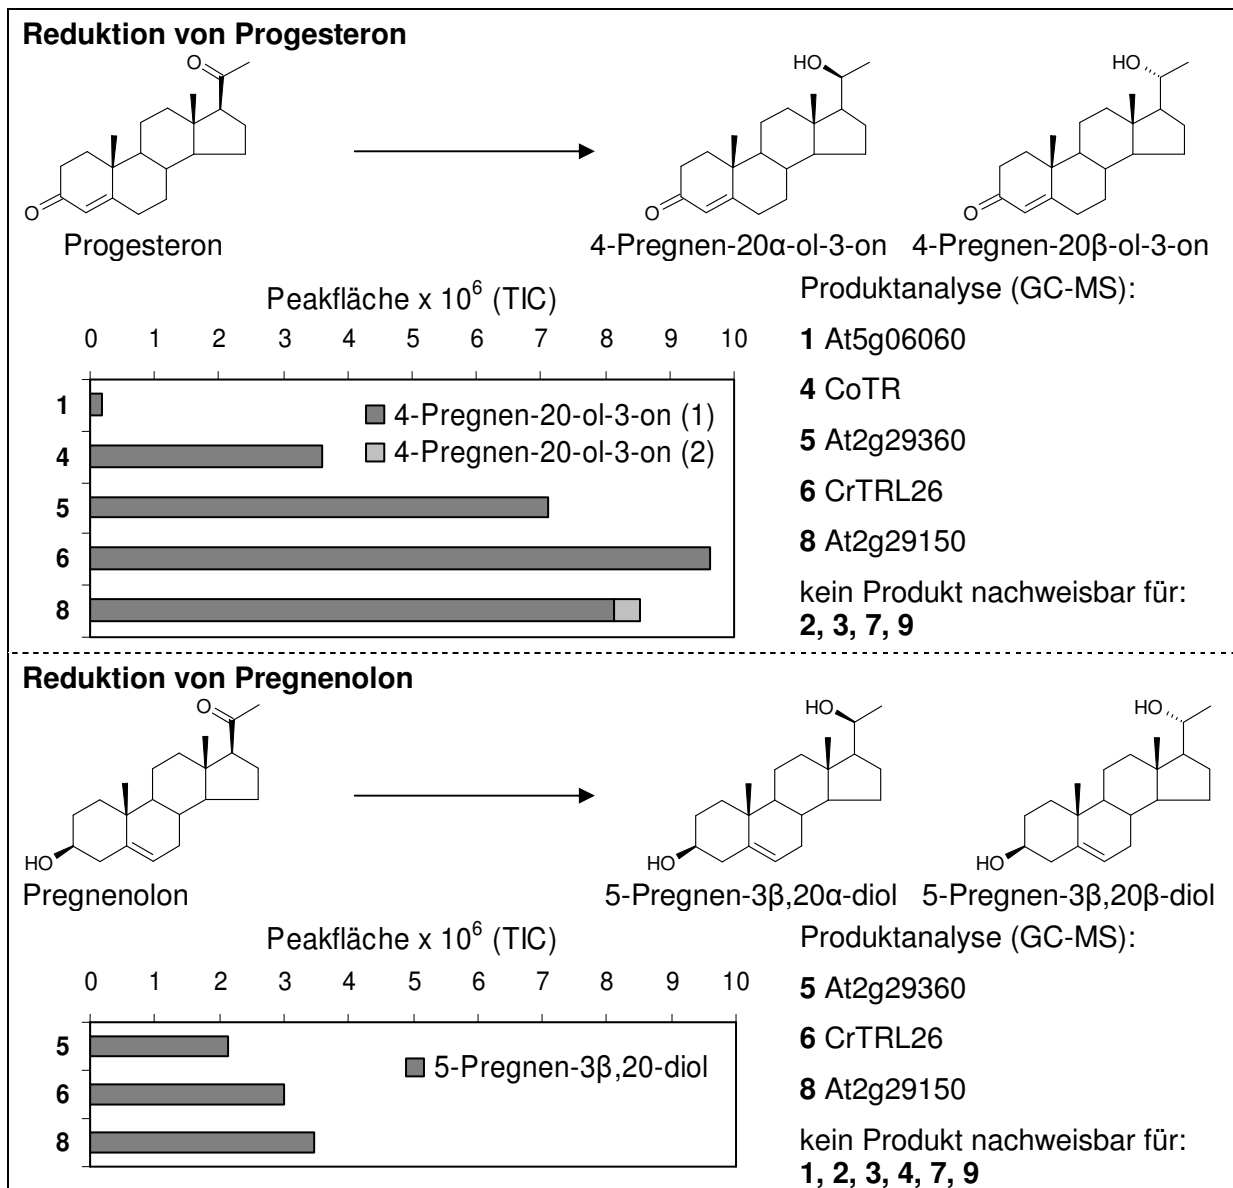 Reduktion von Progesteron
O
O
Progesteron
HO
O
4-Pregnen-20α-ol-3-on
HO
O
4-Pregnen-20β-ol-3-on
Peakfläche x 10⁶ (TIC)
0 1 2 3 4 5 6 7 8 9 10
1
4
5
6
8
4-Pregnen-20-ol-3-on (1)
4-Pregnen-20-ol-3-on (2)
Produktanalyse (GC-MS):
1 At5g06060
4 CoTR
5 At2g29360
6 CrTRL26
8 At2g29150
kein Produkt nachweisbar für:
2, 3, 7, 9
Reduktion von Pregnenolon
O
HO
Pregnenolon
HO
HO
5-Pregnen-3β,20α-diol
HO
HO
5-Pregnen-3β,20β-diol
Peakfläche x 10⁶ (TIC)
0 1 2 3 4 5 6 7 8 9 10
5
6
8
5-Pregnen-3β,20-diol
Produktanalyse (GC-MS):
5 At2g29360
6 CrTRL26
8 At2g29150
kein Produkt nachweisbar für:
1, 2, 3, 4, 7, 9